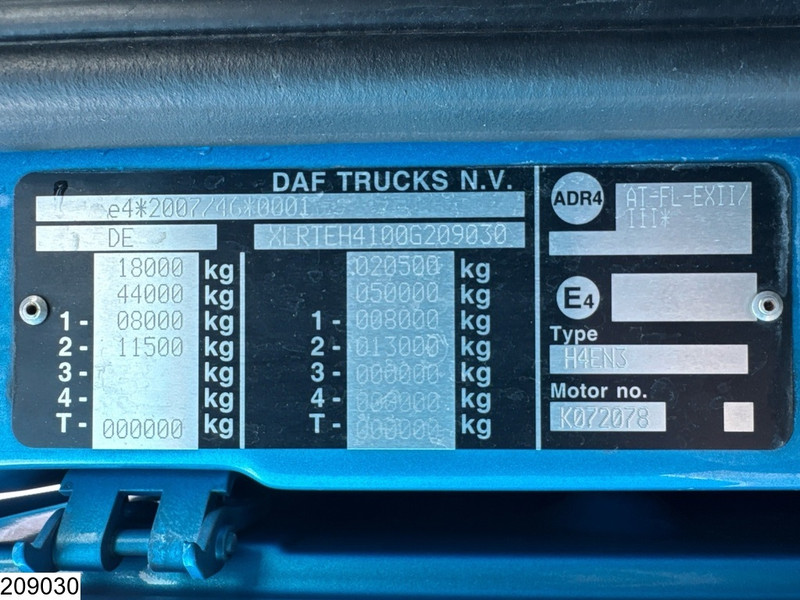 DAF TRUCKS N.V.
e4*2007/46*0001
DE XLRTEH4100G209030
18000 kg 020500 kg
44000 kg 050000 kg
1- 08000 kg 1- 008000 kg
2- 11500 kg 2- 013000 kg
3- kg 3- 000000 kg
4- kg 4- 000000 kg
T- 000000 kg T- 000000 kg
ADR4 AT-FL-EXII/
III*
E4
Type
H4EN3
Motor no.
K072078
209030